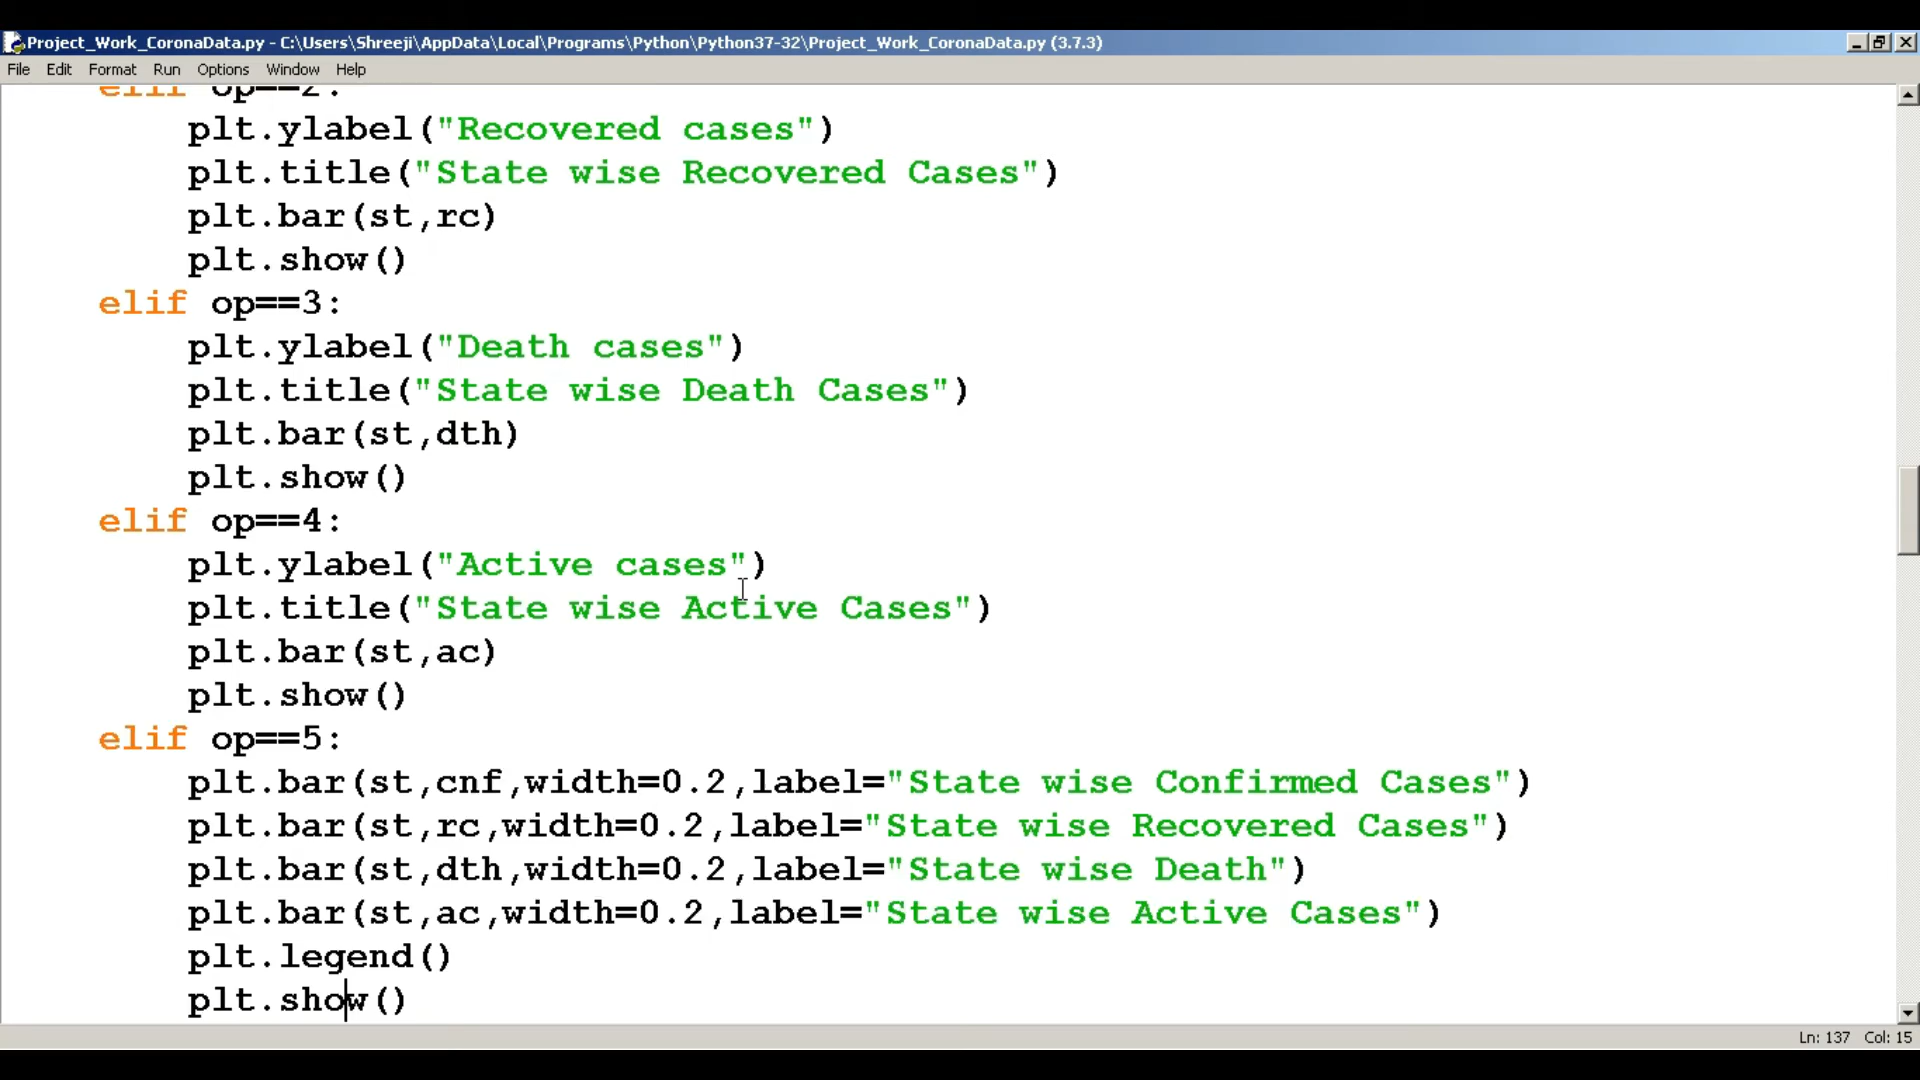 Project_Work_CoronaData.py - C:\Users\Shreeji\AppData\Local\Programs\Python\Python37-32\Project_Work_CoronaData.py (3.7.3)
File Edit Format Run Options Window Help
elif op==2:
plt.ylabel("Recovered cases")
plt.title("State wise Recovered Cases")
plt.bar(st,rc)
plt.show()
elif op==3:
plt.ylabel("Death cases")
plt.title("State wise Death Cases")
plt.bar(st,dth)
plt.show()
elif op==4:
plt.ylabel("Active cases")
plt.title("State wise Active Cases")
plt.bar(st,ac)
plt.show()
elif op==5:
plt.bar(st,cnf,width=0.2,label="State wise Confirmed Cases")
plt.bar(st,rc,width=0.2,label="State wise Recovered Cases")
plt.bar(st,dth,width=0.2,label="State wise Death")
plt.bar(st,ac,width=0.2,label="State wise Active Cases")
plt.legend()
plt.show()
Ln: 137 Col: 15